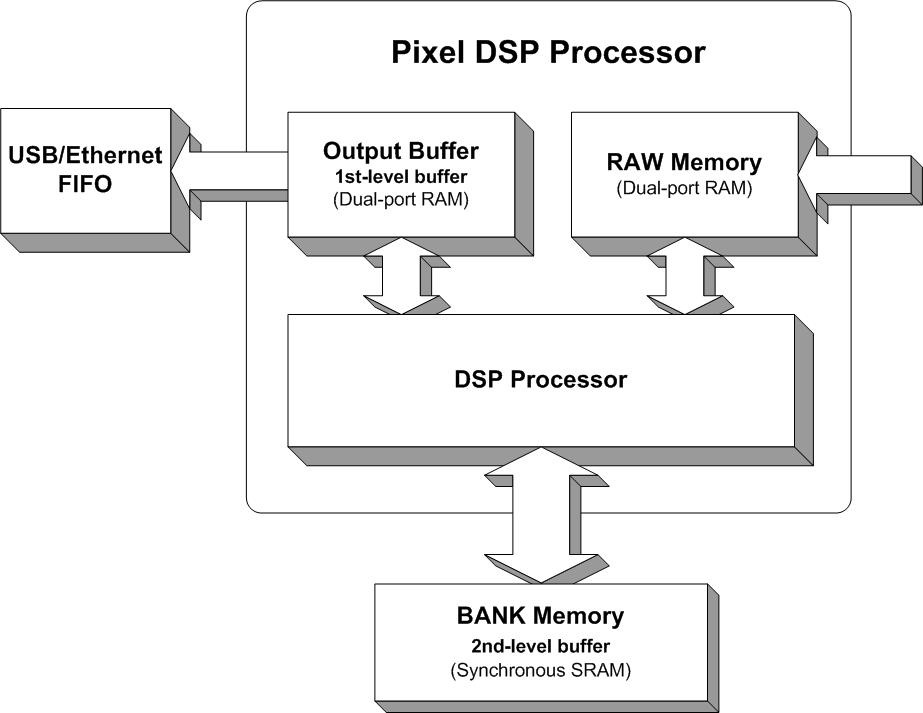 Pixel DSP Processor
USB/Ethernet
FIFO
Output Buffer
1st-level buffer
(Dual-port RAM)
RAW Memory
(Dual-port RAM)
DSP Processor
BANK Memory
2nd-level buffer
(Synchronous SRAM)